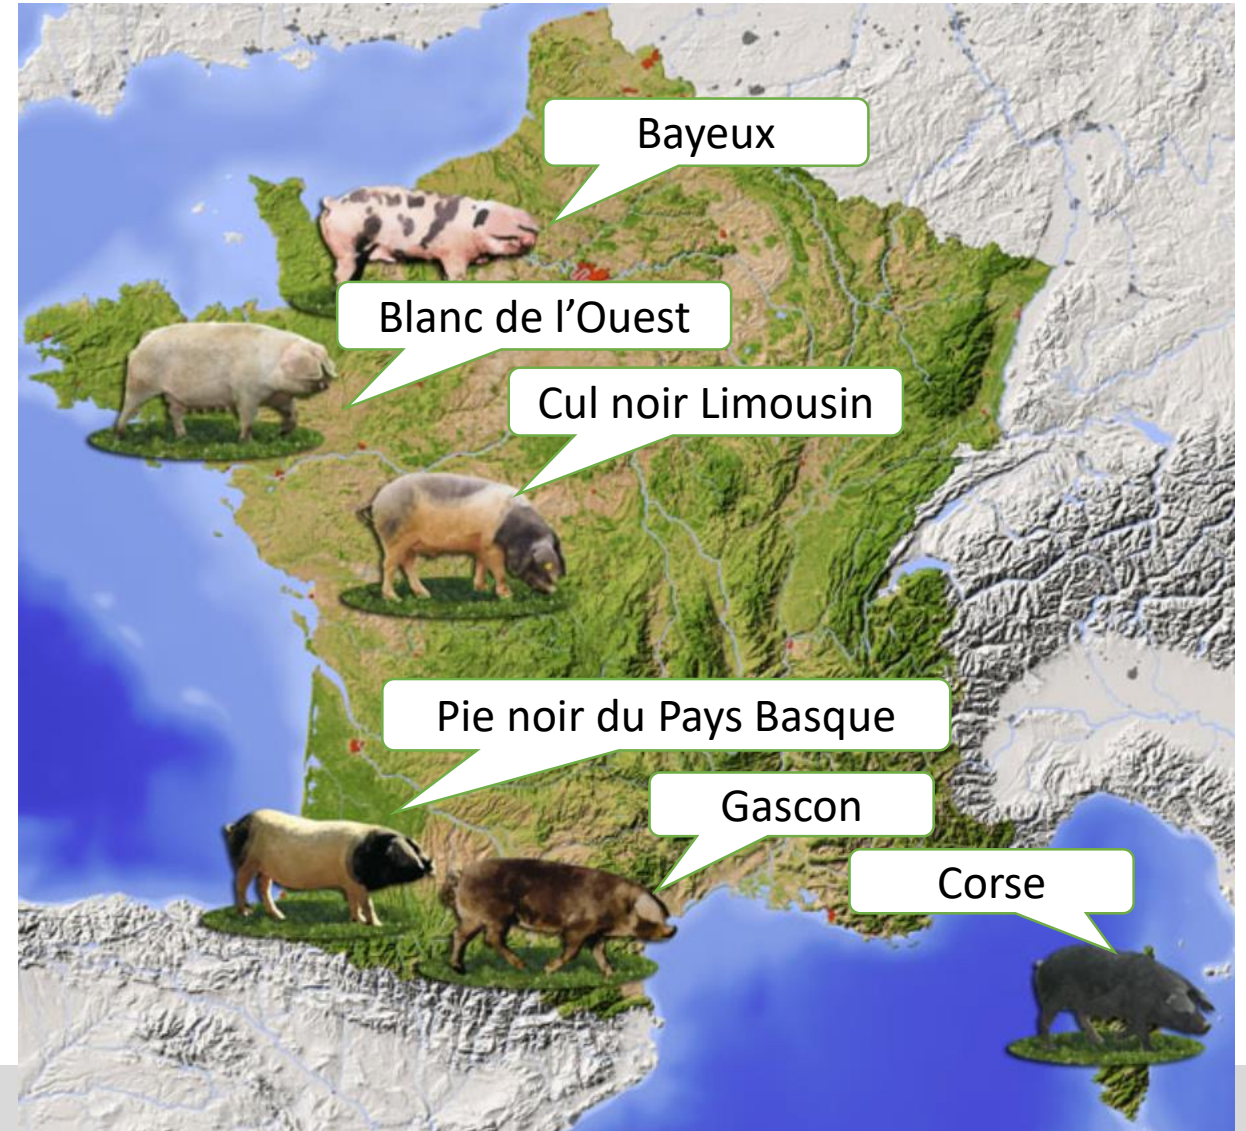 Bayeux
Blanc de l’Ouest
Cul noir Limousin
Pie noir du Pays Basque
Gascon
Corse